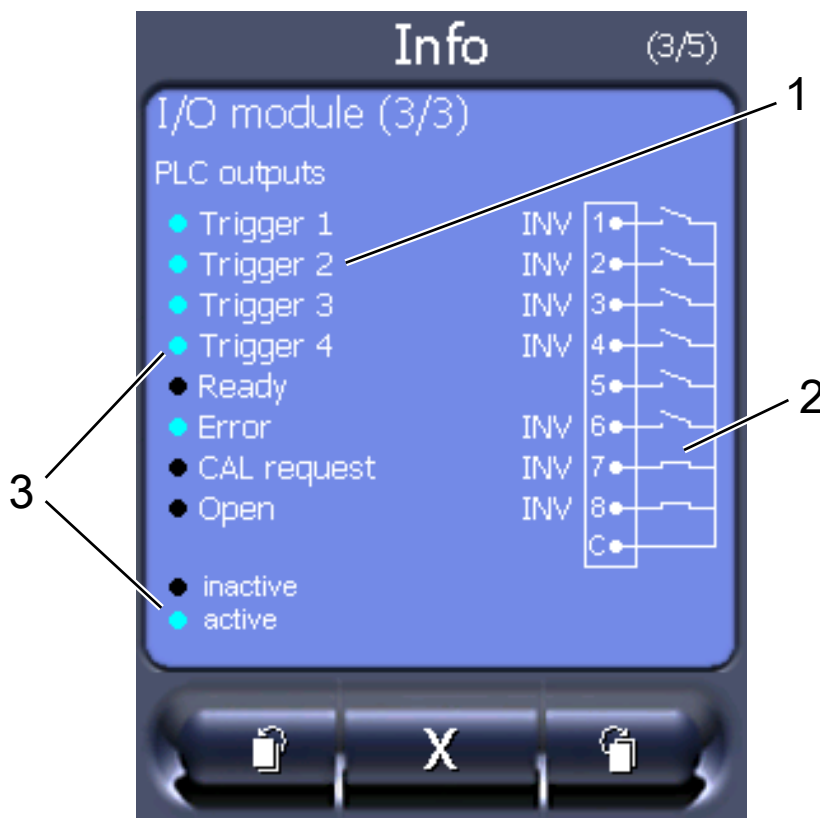 Info (3/5)
I/O module (3/3)
1
PLC outputs
Trigger 1 INV 1
Trigger 2 INV 2
Trigger 3 INV 3
Trigger 4 INV 4
Ready 5
2
Error INV 6
CAL request INV 7
3
Open INV 8
C
inactive
active
X